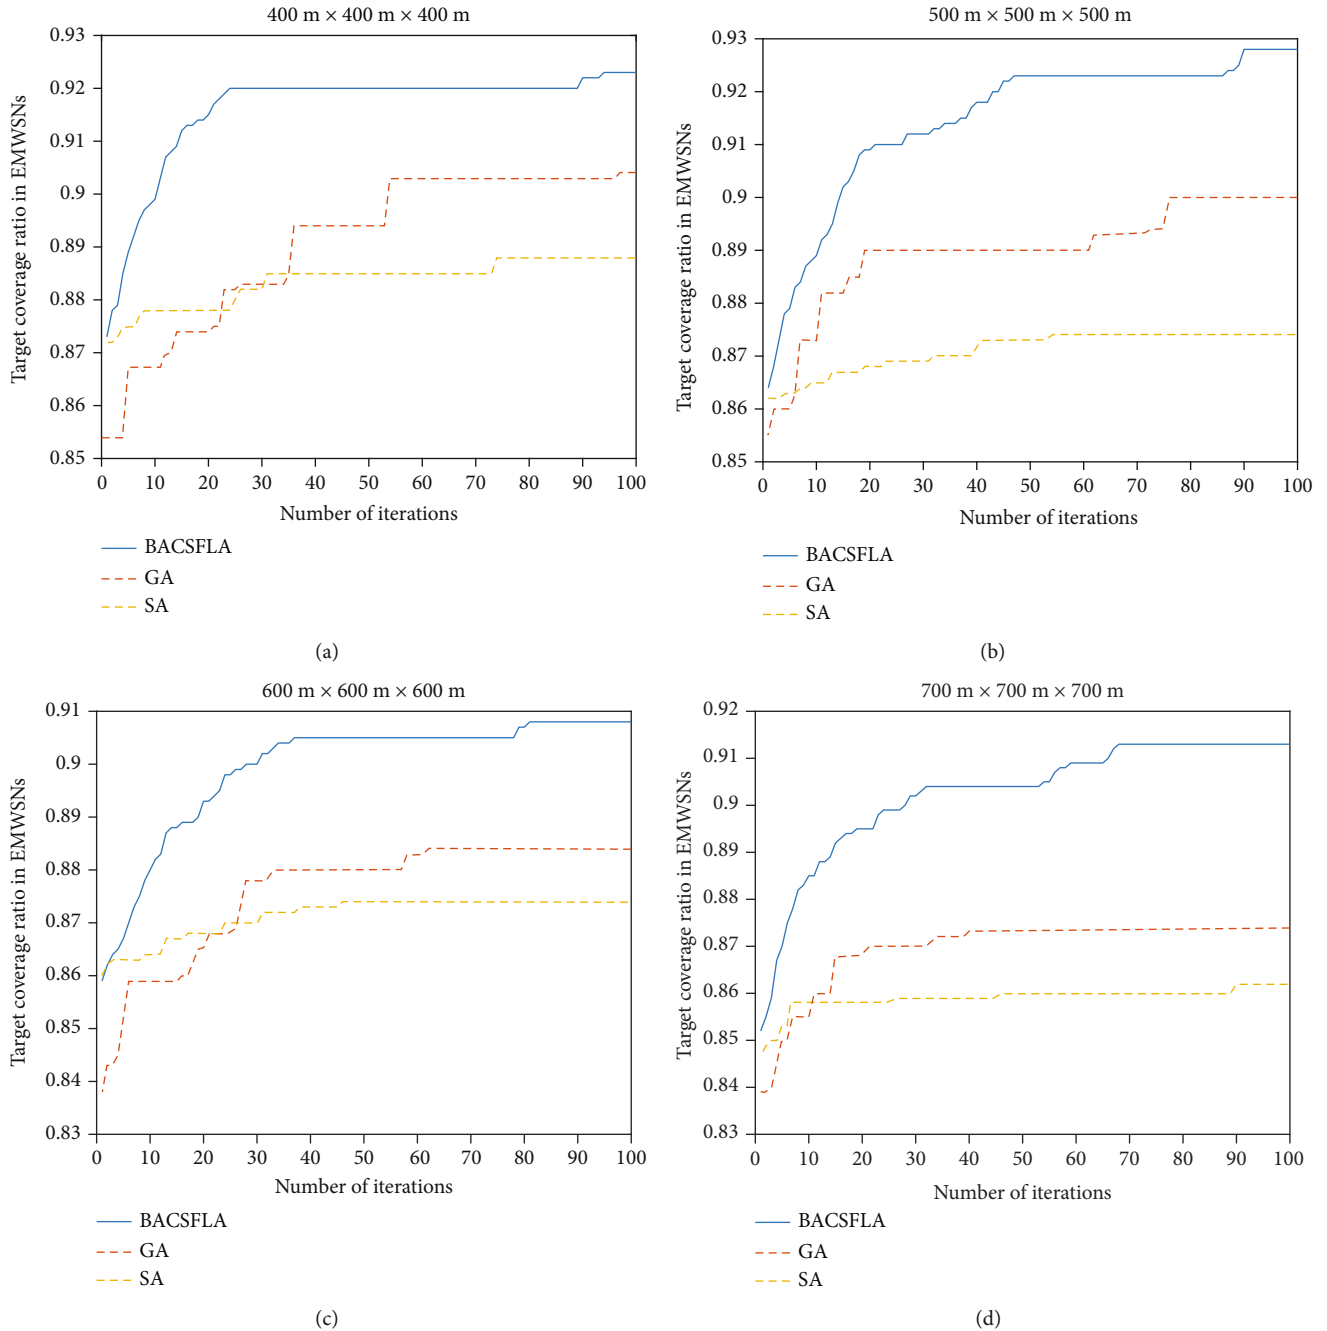 400 m × 400 m × 400 m
0.93
0.92
0.91
0.9
0.89
0.88
0.87
0.86
0.85
Target coverage ratio in EMWSNs
0 10 20 30 40 50 60 70 80 90 100
Number of iterations
BACSFLA
GA
SA
(a)
500 m × 500 m × 500 m
0.93
0.92
0.91
0.9
0.89
0.88
0.87
0.86
0.85
Target coverage ratio in EMWSNs
0 10 20 30 40 50 60 70 80 90 100
Number of iterations
BACSFLA
GA
SA
(b)
600 m × 600 m × 600 m
0.91
0.9
0.89
0.88
0.87
0.86
0.85
0.84
0.83
Target coverage ratio in EMWSNs
0 10 20 30 40 50 60 70 80 90 100
Number of iterations
BACSFLA
GA
SA
(c)
700 m × 700 m × 700 m
0.92
0.91
0.9
0.89
0.88
0.87
0.86
0.85
0.84
0.83
Target coverage ratio in EMWSNs
0 10 20 30 40 50 60 70 80 90 100
Number of iterations
BACSFLA
GA
SA
(d)